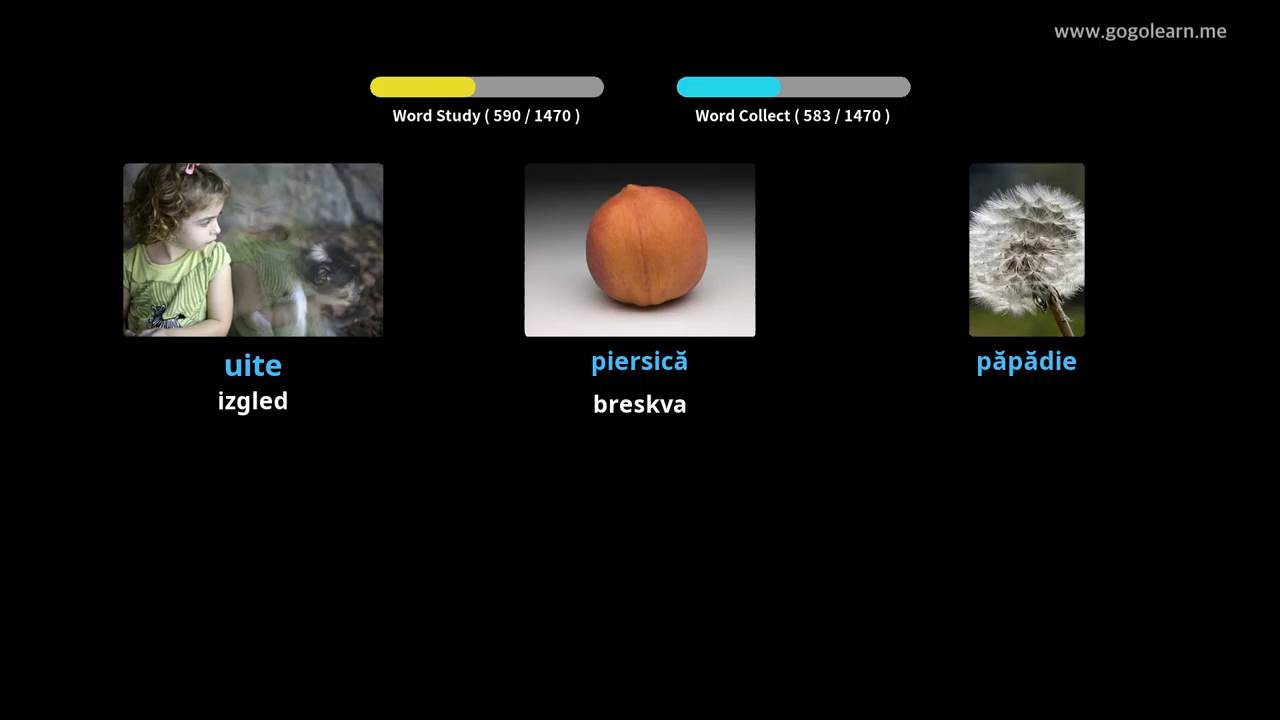 www.gogolearn.me
Word Study ( 590 / 1470 )
Word Collect ( 583 / 1470 )
uite
izgled
piersică
breskva
păpădie